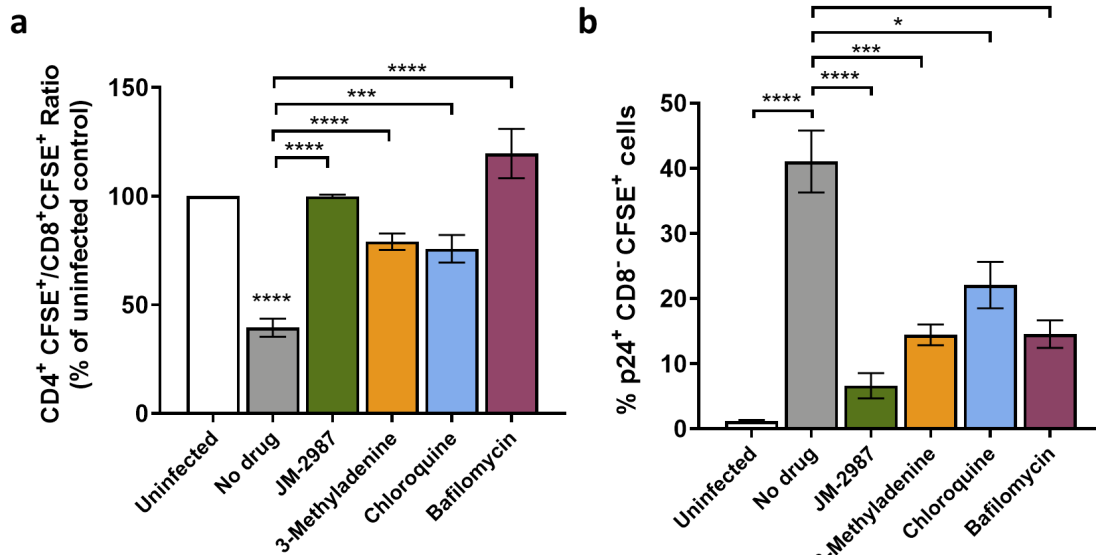 a
CD4⁺ CFSE⁺/CD8⁺CFSE⁺ Ratio
(% of uninfected control)
150
100
50
0
****
***
****
****
****
Uninfected
No drug
JM-2987
3-Methyladenine
Chloroquine
Bafilomycin
b
% p24⁺ CD8⁻ CFSE⁺ cells
50
40
30
20
10
0
*
***
****
****
Uninfected
No drug
JM-2987
-Methyladenine
Chloroquine
Bafilomycin